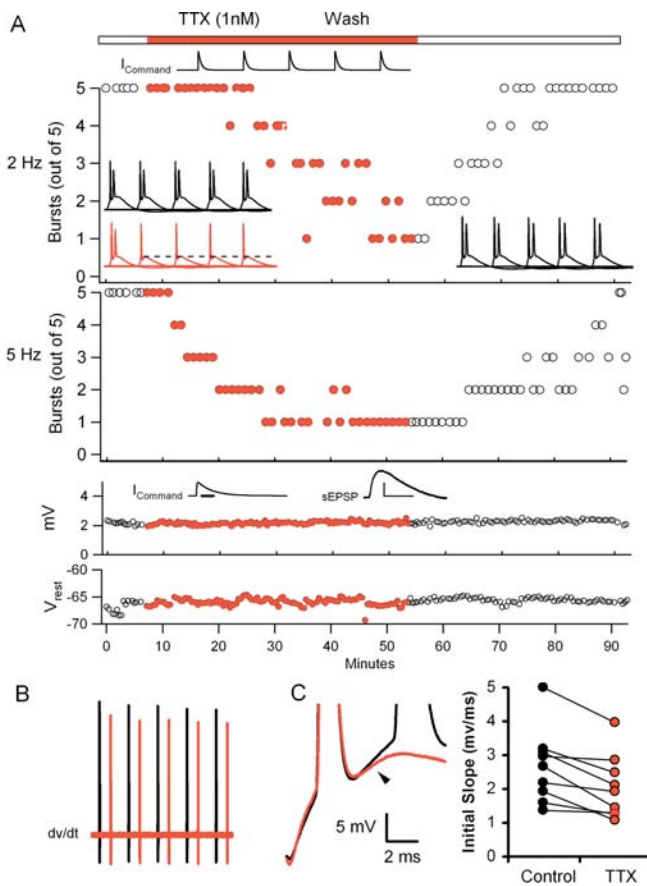 A
TTX (1nM) Wash
ICommand
2 Hz
Bursts (out of 5)
5
4
3
2
1
0
5 Hz
Bursts (out of 5)
5
4
3
2
1
0
ICommand sEPSP
mV
4
2
0
Vrest
-60
-65
-70
0 10 20 30 40 50 60 70 80 90
Minutes
B
dv/dt
C
5 mV
2 ms
Initial Slope (mv/ms)
5
4
3
2
1
0
Control TTX